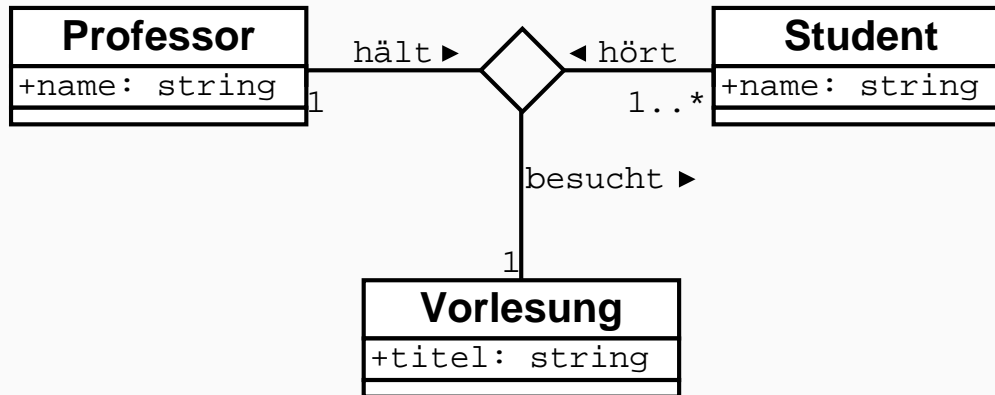 Professor
+name: string
hält ►
◄ hört
Student
+name: string
1
1..*
besucht ►
1
Vorlesung
+titel: string